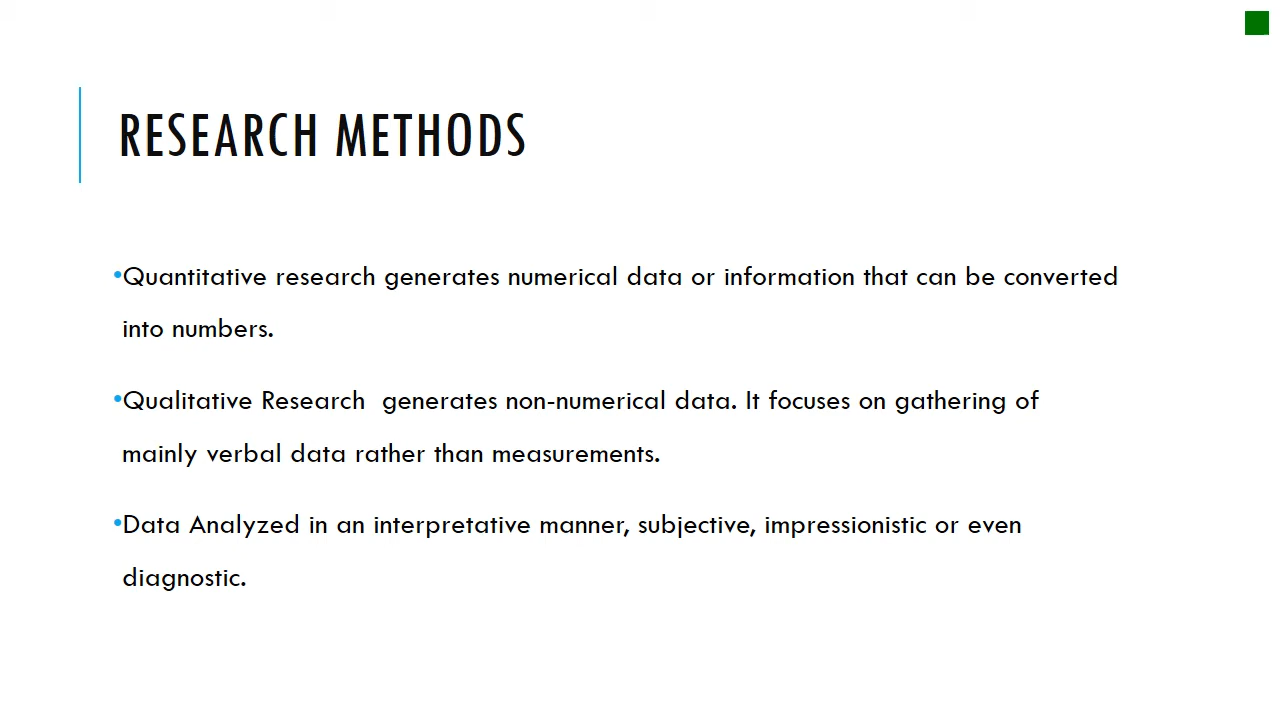 RESEARCH METHODS
•Quantitative research generates numerical data or information that can be converted
into numbers.
•Qualitative Research  generates non-numerical data. It focuses on gathering of
mainly verbal data rather than measurements.
•Data Analyzed in an interpretative manner, subjective, impressionistic or even
diagnostic.